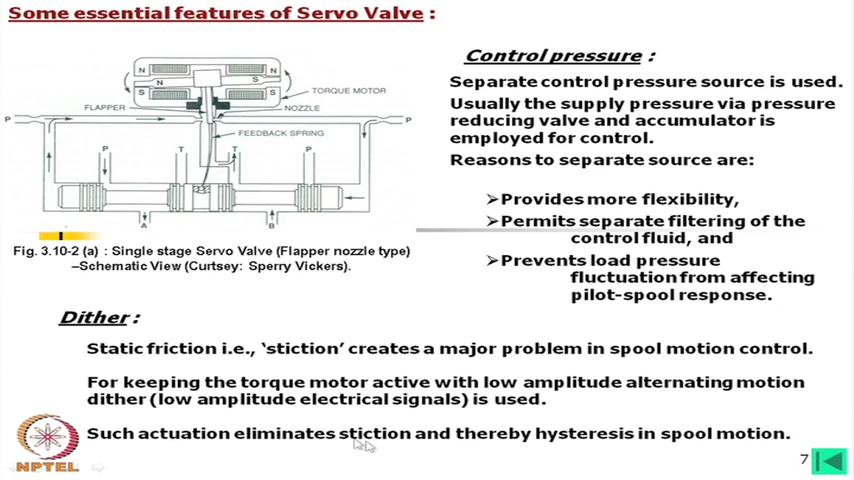 Some essential features of Servo Valve :
Control pressure :
Separate control pressure source is used.
Usually the supply pressure via pressure
reducing valve and accumulator is
employed for control.
Reasons to separate source are:
➢Provides more flexibility,
➢Permits separate filtering of the
control fluid, and
➢Prevents load pressure
fluctuation from affecting
pilot-spool response.
N N
N S
S S
TORQUE MOTOR
FLAPPER NOZZLE
P P
FEEDBACK SPRING
P T T P
A B
Fig. 3.10-2 (a) : Single stage Servo Valve (Flapper nozzle type)
–Schematic View (Curtsey: Sperry Vickers).
Dither :
Static friction i.e., ‘stiction’ creates a major problem in spool motion control.
For keeping the torque motor active with low amplitude alternating motion
dither (low amplitude electrical signals) is used.
Such actuation eliminates stiction and thereby hysteresis in spool motion.
NPTEL
7